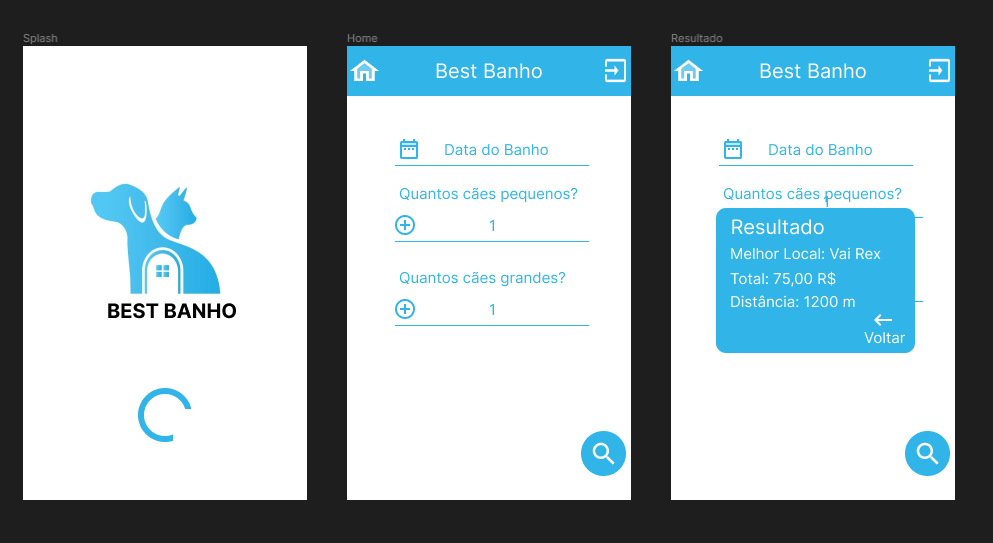 Splash
BEST BANHO
Home
Best Banho
Data do Banho
Quantos cães pequenos?
1
Quantos cães grandes?
1
Resultado
Best Banho
Data do Banho
Quantos cães pequenos?
Resultado
Melhor Local: Vai Rex
Total: 75,00 R$
Distância: 1200 m
Voltar